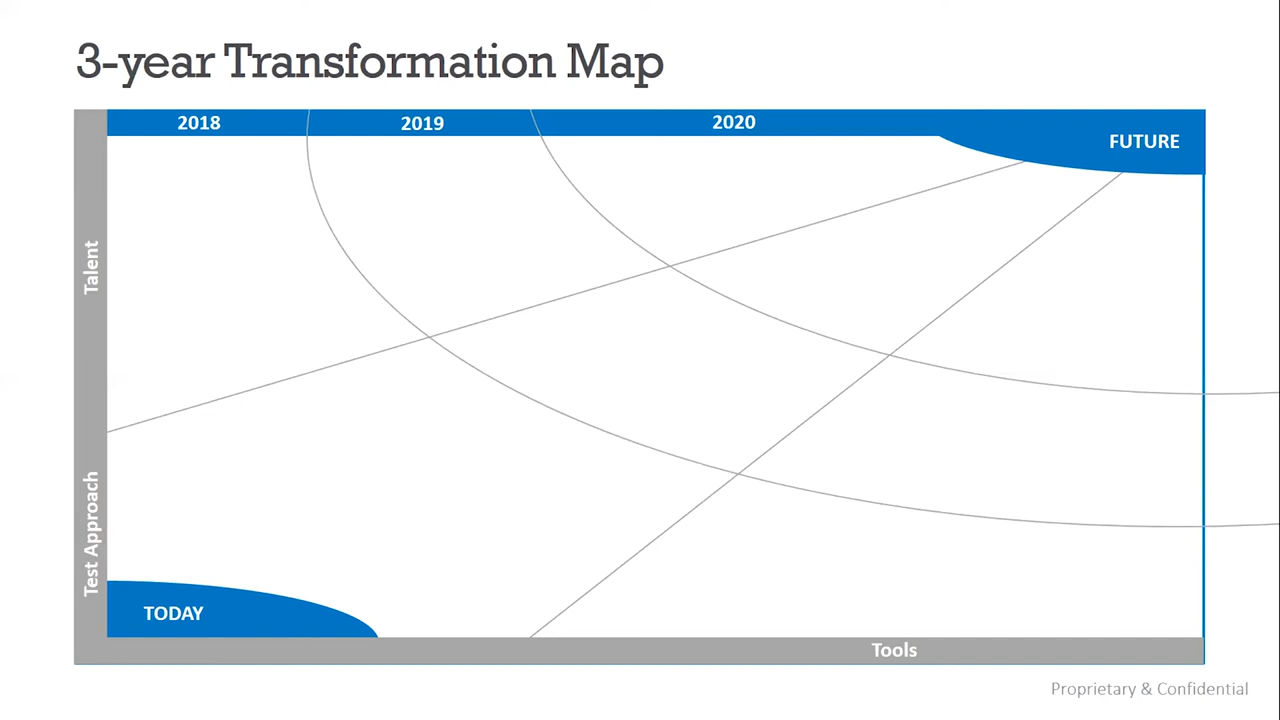 3-year Transformation Map
2018
2019
2020
FUTURE
Talent
Test Approach
TODAY
Tools
Proprietary & Confidential